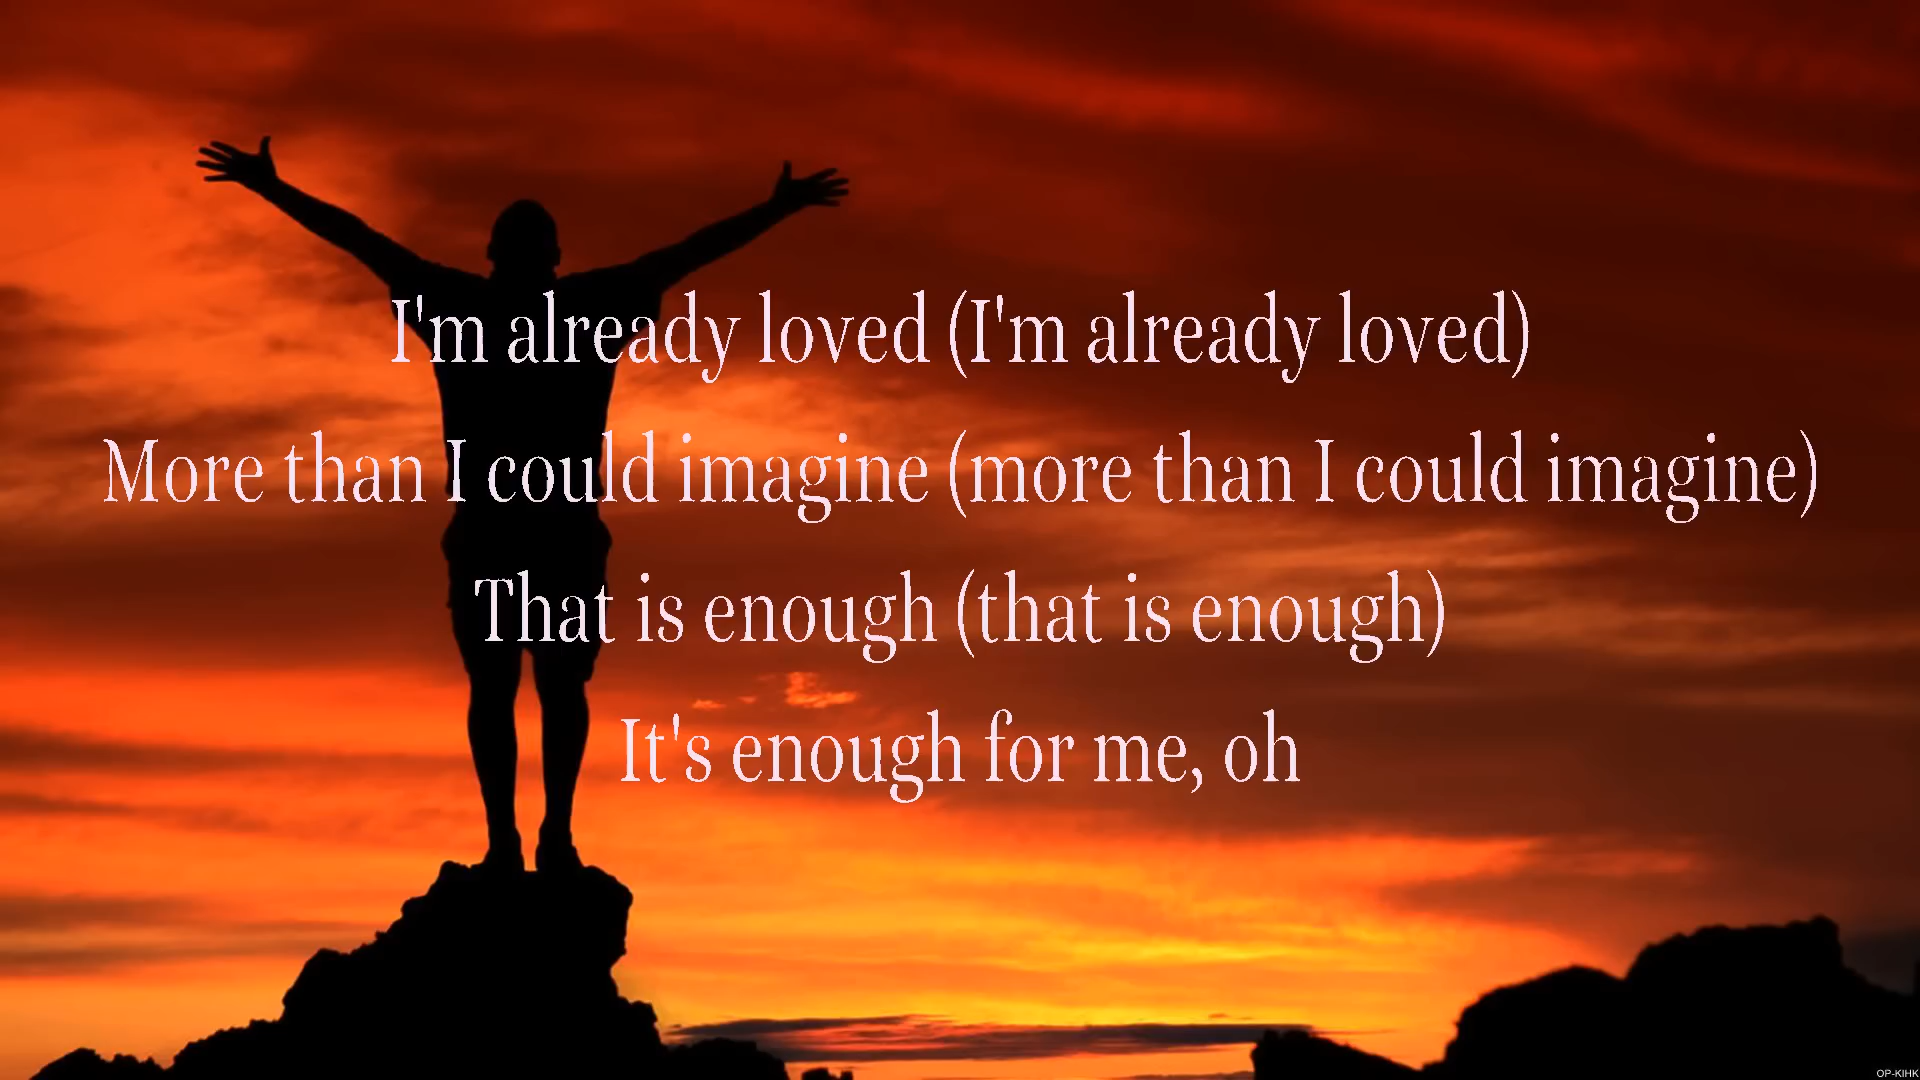 I'm already loved (I'm already loved)
More than I could imagine (more than I could imagine)
That is enough (that is enough)
It's enough for me, oh
OP-KIHK